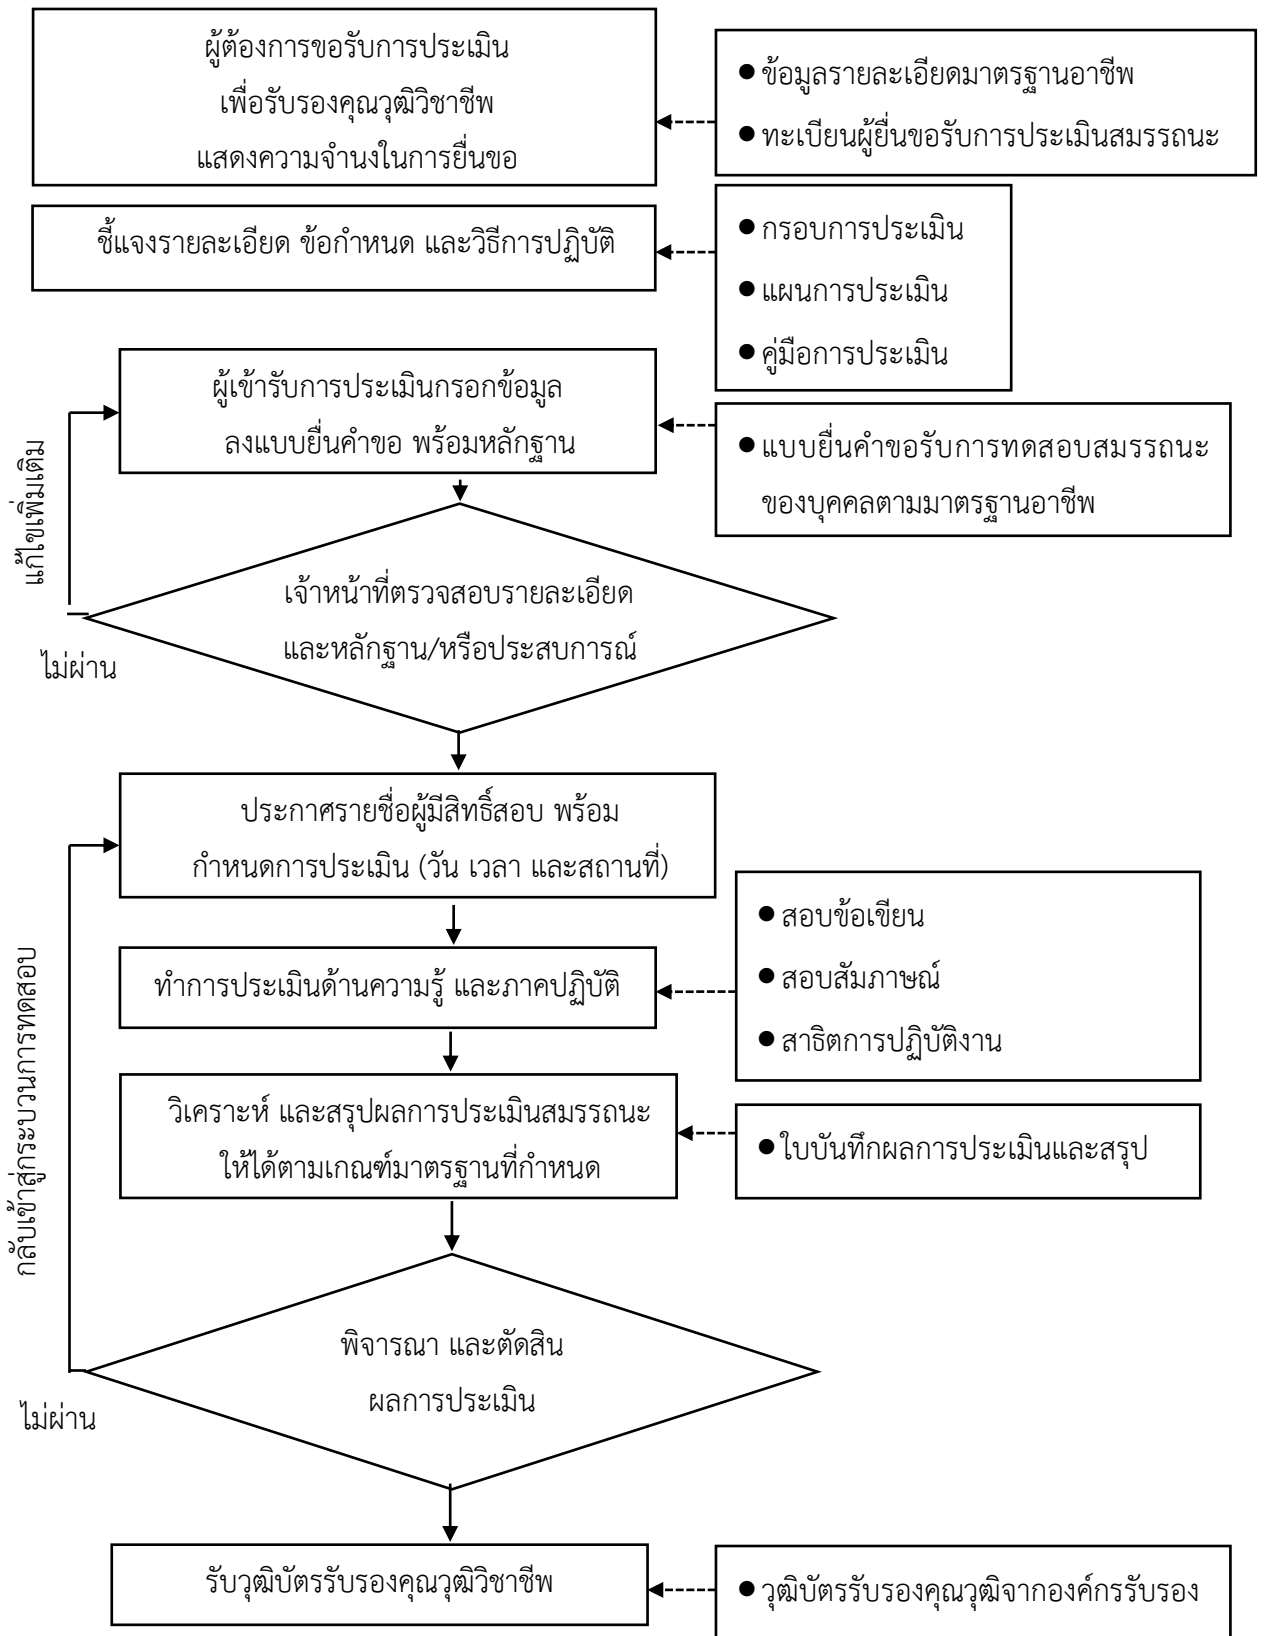 ผู้ต้องการขอรับการประเมิน
เพื่อรับรองคุณวุฒิวิชาชีพ
แสดงความจำนงในการยื่นขอ
● ข้อมูลรายละเอียดมาตรฐานอาชีพ
● ทะเบียนผู้ยื่นขอรับการประเมินสมรรถนะ
ชี้แจงรายละเอียด ข้อกำหนด และวิธีการปฏิบัติ
● กรอบการประเมิน
● แผนการประเมิน
● คู่มือการประเมิน
ผู้เข้ารับการประเมินกรอกข้อมูล
ลงแบบยื่นคำขอ พร้อมหลักฐาน
● แบบยื่นคำขอรับการทดสอบสมรรถนะ
ของบุคคลตามมาตรฐานอาชีพ
แก้ไขเพิ่มเติม
เจ้าหน้าที่ตรวจสอบรายละเอียด
และหลักฐาน/หรือประสบการณ์
ไม่ผ่าน
ประกาศรายชื่อผู้มีสิทธิ์สอบ พร้อม
กำหนดการประเมิน (วัน เวลา และสถานที่)
● สอบข้อเขียน
● สอบสัมภาษณ์
● สาธิตการปฏิบัติงาน
ทำการประเมินด้านความรู้ และภาคปฏิบัติ
กลับเข้าสู่กระบวนการทดสอบ
วิเคราะห์ และสรุปผลการประเมินสมรรถนะ
ให้ได้ตามเกณฑ์มาตรฐานที่กำหนด
● ใบบันทึกผลการประเมินและสรุป
พิจารณา และตัดสิน
ผลการประเมิน
ไม่ผ่าน
รับวุฒิบัตรรับรองคุณวุฒิวิชาชีพ
● วุฒิบัตรรับรองคุณวุฒิจากองค์กรรับรอง